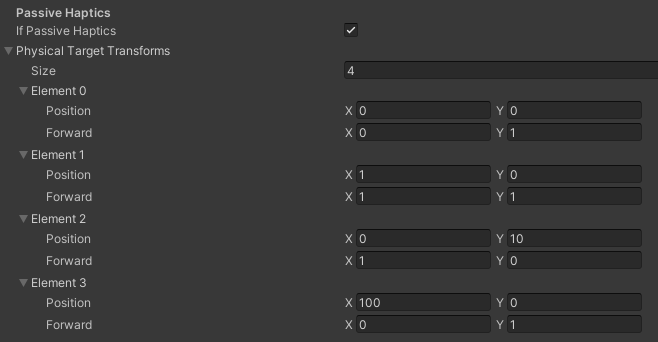 Passive Haptics
If Passive Haptics
Physical Target Transforms
Size 4
Element 0
Position X 0 Y 0
Forward X 0 Y 1
Element 1
Position X 1 Y 0
Forward X 1 Y 1
Element 2
Position X 0 Y 10
Forward X 1 Y 0
Element 3
Position X 100 Y 0
Forward X 0 Y 1